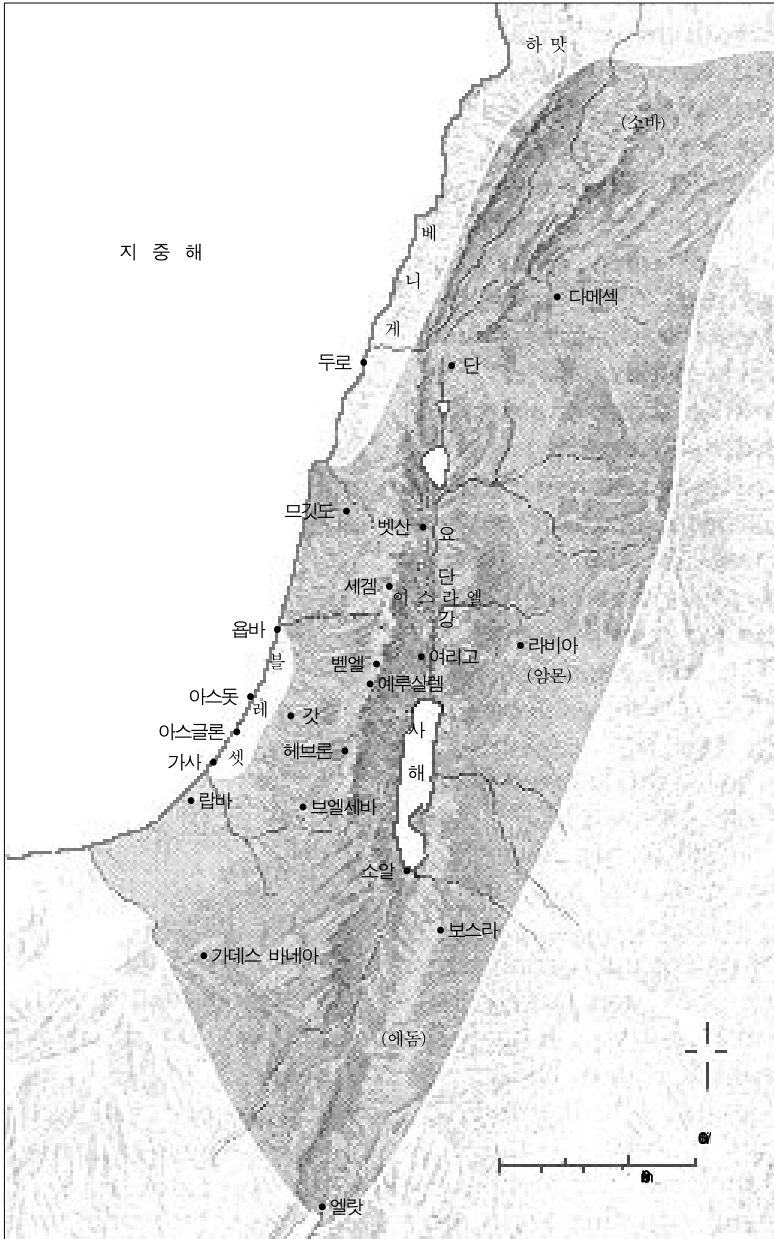 하 맛
(소바)
지 중 해
베
니
게
다메섹
두로
단
므깃도
벳산
요
단
강
세겜
이 스 라 엘
욥바
블
레
셋
라비아
(암몬)
벧엘
여리고
예루살렘
아스돗
갓
아스글론
사
해
헤브론
가사
랍바
브엘세바
소알
보스라
가데스 바네아
(에돔)
엘랏